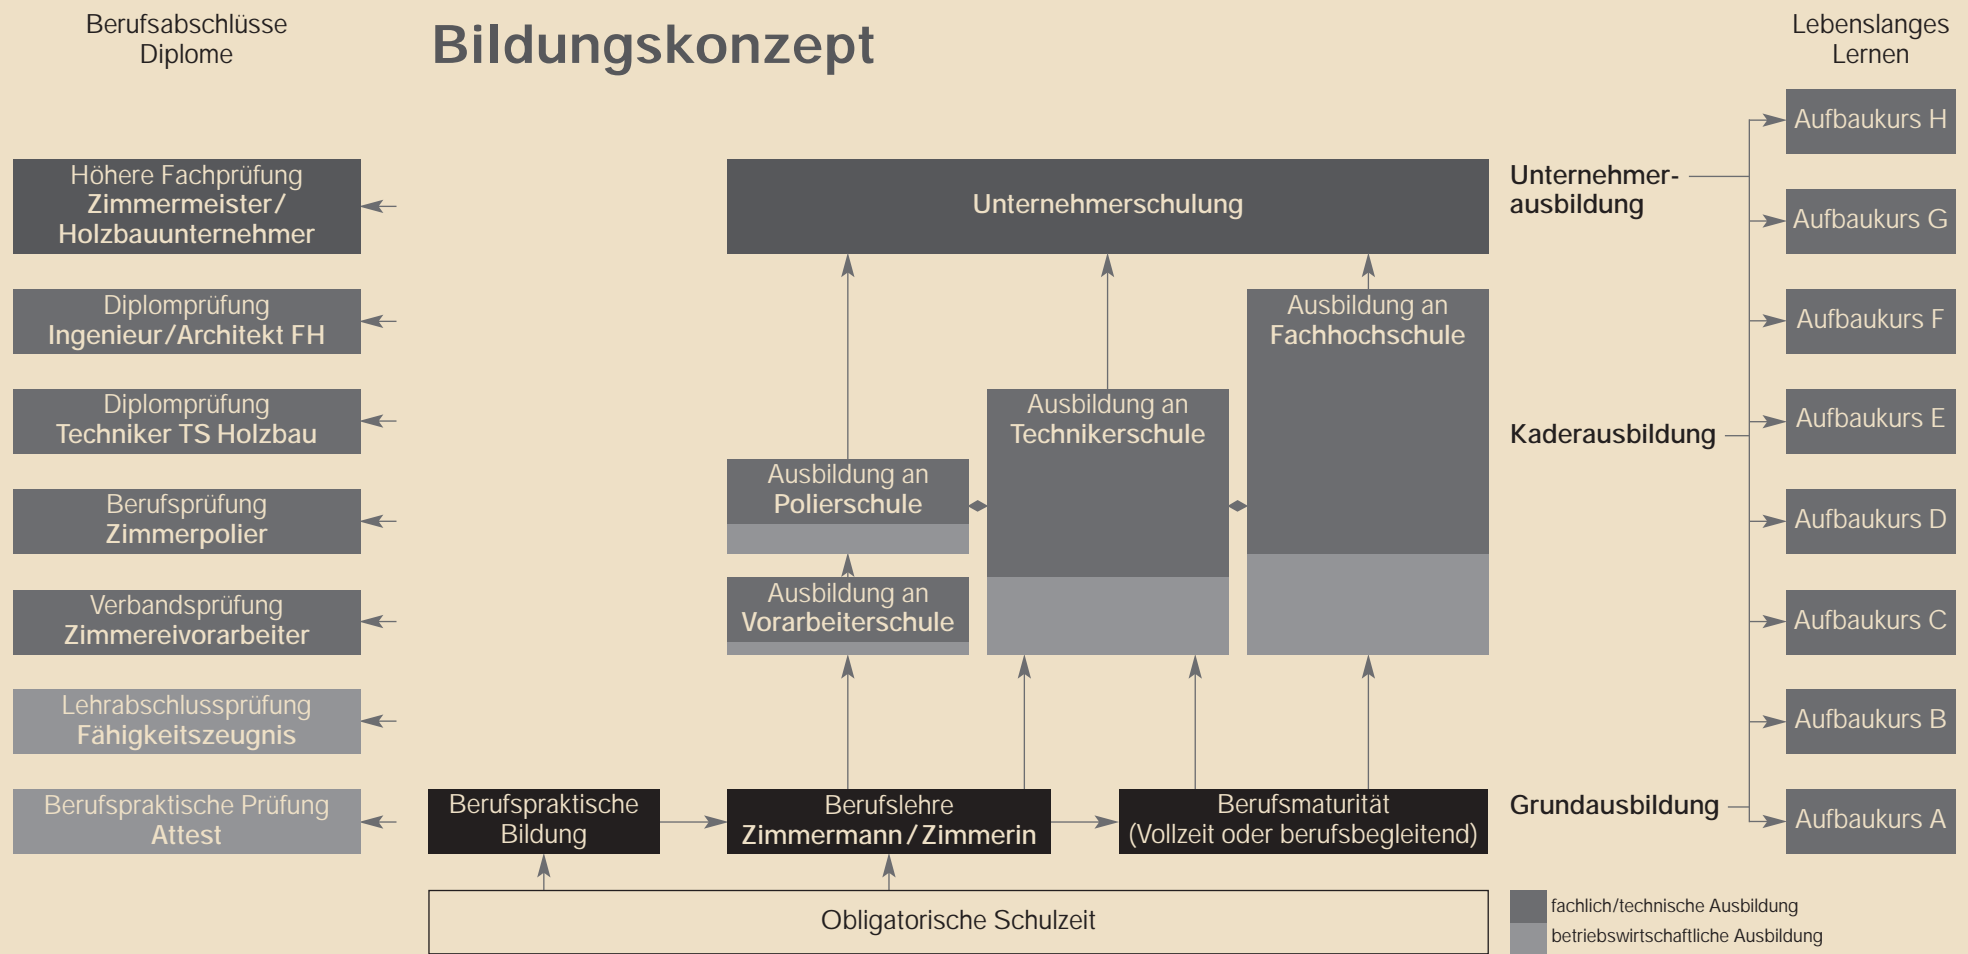 Berufsabschlüsse
Diplome
Bildungskonzept
Lebenslanges
Lernen
Höhere Fachprüfung
Zimmermeister/
Holzbauunternehmer
Diplomprüfung
Ingenieur/Architekt FH
Diplomprüfung
Techniker TS Holzbau
Berufsprüfung
Zimmerpolier
Verbandsprüfung
Zimmereivorarbeiter
Lehrabschlussprüfung
Fähigkeitszeugnis
Berufspraktische Prüfung
Attest
Unternehmerschulung
Ausbildung an
Fachhochschule
Ausbildung an
Technikerschule
Ausbildung an
Polierschule
Ausbildung an
Vorarbeiterschule
Berufspraktische
Bildung
Berufslehre
Zimmermann/Zimmerin
Berufsmaturität
(Vollzeit oder berufsbegleitend)
Obligatorische Schulzeit
Unternehmer-
ausbildung
Kaderausbildung
Grundausbildung
Aufbaukurs H
Aufbaukurs G
Aufbaukurs F
Aufbaukurs E
Aufbaukurs D
Aufbaukurs C
Aufbaukurs B
Aufbaukurs A
fachlich/technische Ausbildung
betriebswirtschaftliche Ausbildung